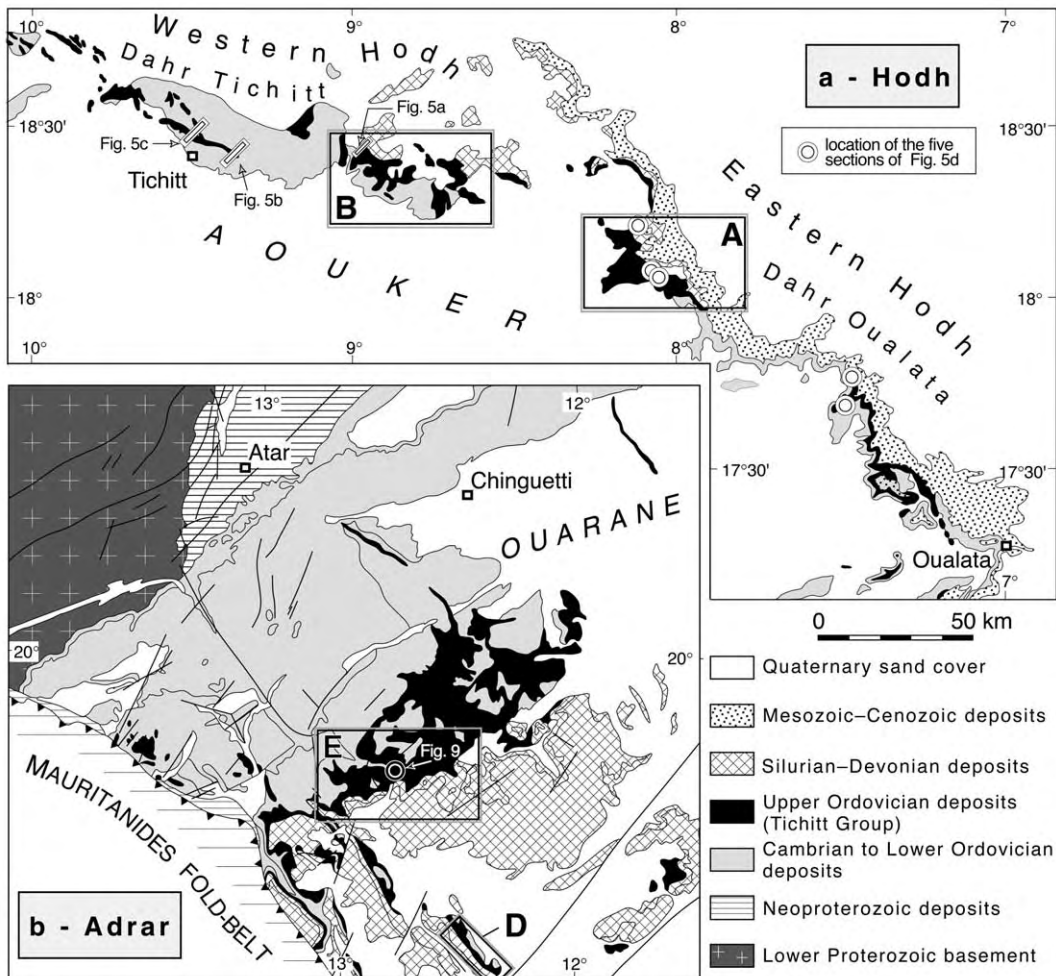 10°
9°
8°
7°
Western Hodh
Dahr Tichitt
a - Hodh
Fig. 5a
18°30'
18°30'
location of the five
sections of Fig. 5d
Fig. 5c
Tichitt
Fig. 5b
B
A
Eastern Hodh
Dahr Oualata
AOUKER
18°
18°
10°
9°
8°
13°
12°
Atar
17°30'
17°30'
Chinguetti
OUARANE
Oualata
7°
0 50 km
20°
20°
Quaternary sand cover
Mesozoic–Cenozoic deposits
E
Fig. 9
Silurian–Devonian deposits
MAURITANIDES FOLD-BELT
Upper Ordovician deposits
(Tichitt Group)
Cambrian to Lower Ordovician
deposits
b - Adrar
D
Neoproterozoic deposits
13°
12°
Lower Proterozoic basement